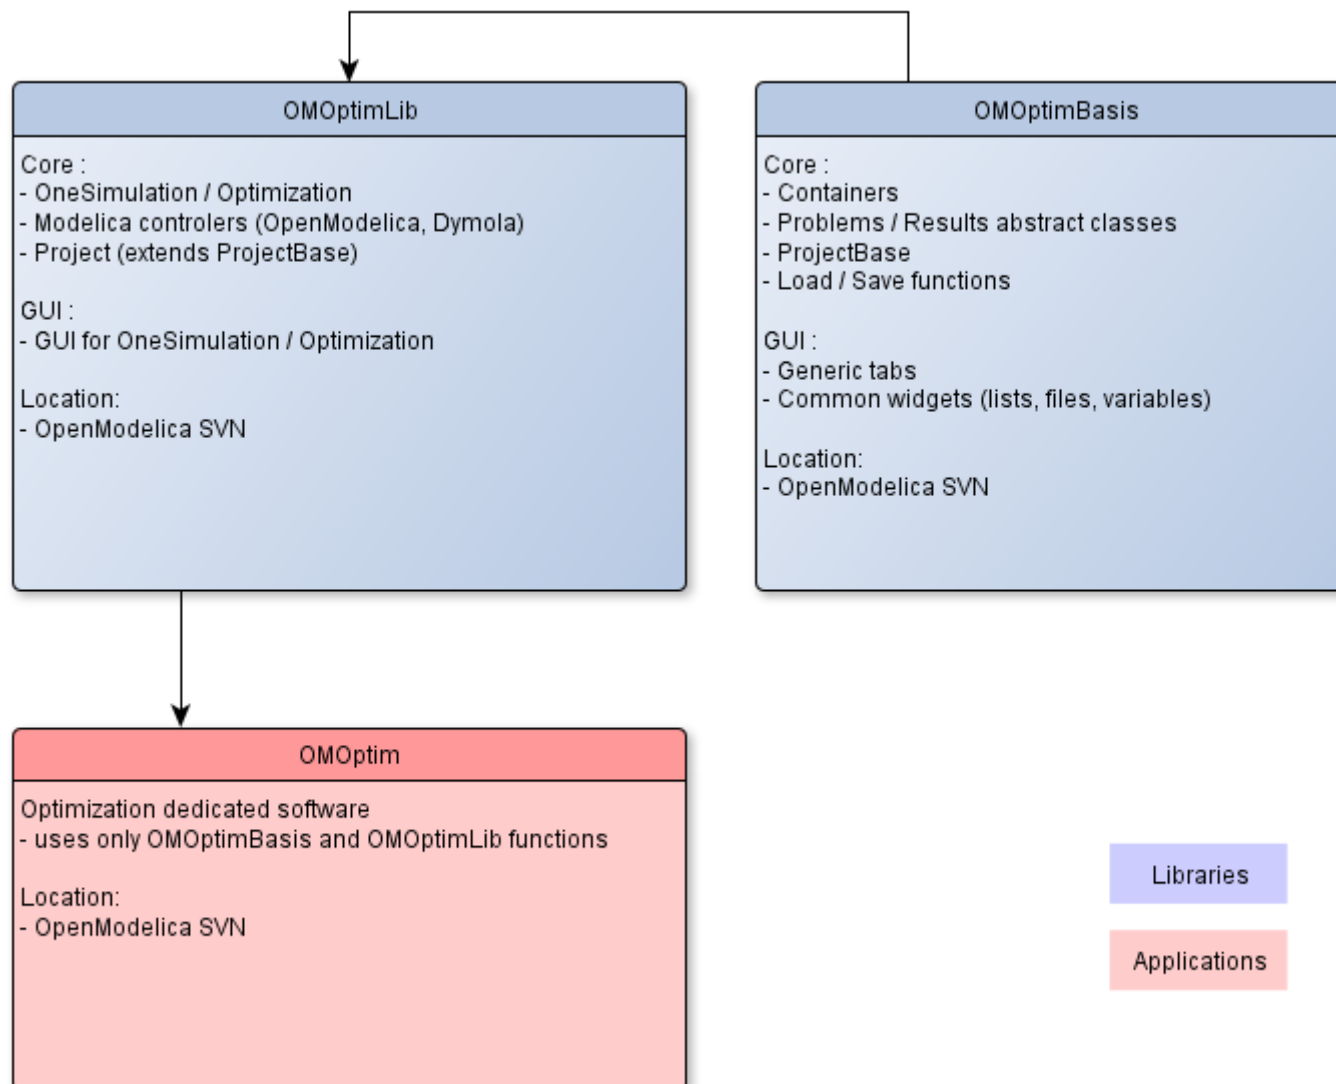 OMOptimLib
Core :
- OneSimulation / Optimization
- Modelica controlers (OpenModelica, Dymola)
- Project (extends ProjectBase)
GUI :
- GUI for OneSimulation / Optimization
Location:
- OpenModelica SVN
OMOptimBasis
Core :
- Containers
- Problems / Results abstract classes
- ProjectBase
- Load / Save functions
GUI :
- Generic tabs
- Common widgets (lists, files, variables)
Location:
- OpenModelica SVN
OMOptim
Optimization dedicated software
- uses only OMOptimBasis and OMOptimLib functions
Location:
- OpenModelica SVN
Libraries
Applications